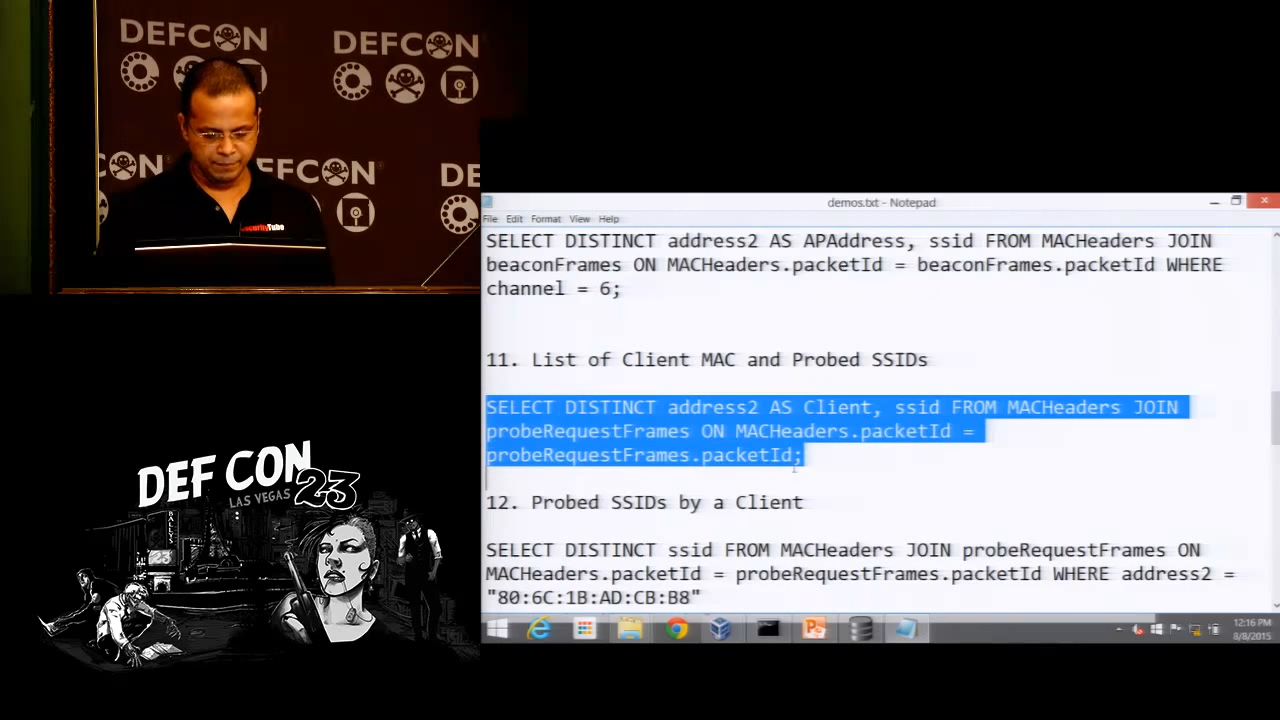 DEFCON
DEFCON
DEFCON
DEFCON
DE
SecurityTube
DEF CON 23
LAS VEGAS
BALLY'S
demos.txt - Notepad
File Edit Format View Help
SELECT DISTINCT address2 AS APAddress, ssid FROM MACHeaders JOIN
beaconFrames ON MACHeaders.packetId = beaconFrames.packetId WHERE
channel = 6;
11. List of Client MAC and Probed SSIDs
SELECT DISTINCT address2 AS Client, ssid FROM MACHeaders JOIN
probeRequestFrames ON MACHeaders.packetId =
probeRequestFrames.packetId;
12. Probed SSIDs by a Client
SELECT DISTINCT ssid FROM MACHeaders JOIN probeRequestFrames ON
MACHeaders.packetId = probeRequestFrames.packetId WHERE address2 =
"80:6C:1B:AD:CB:B8"
12:16 PM
8/8/2015